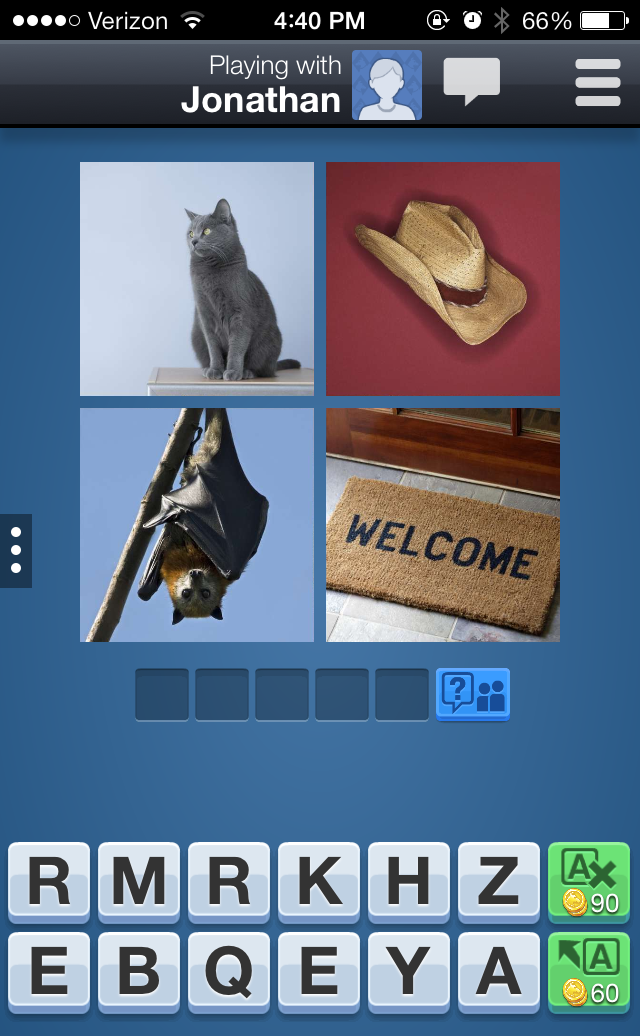 Verizon 4:40 PM 66%
Playing with
Jonathan
WELCOME
?
R M R K H Z A 90
E B Q E Y A A 60